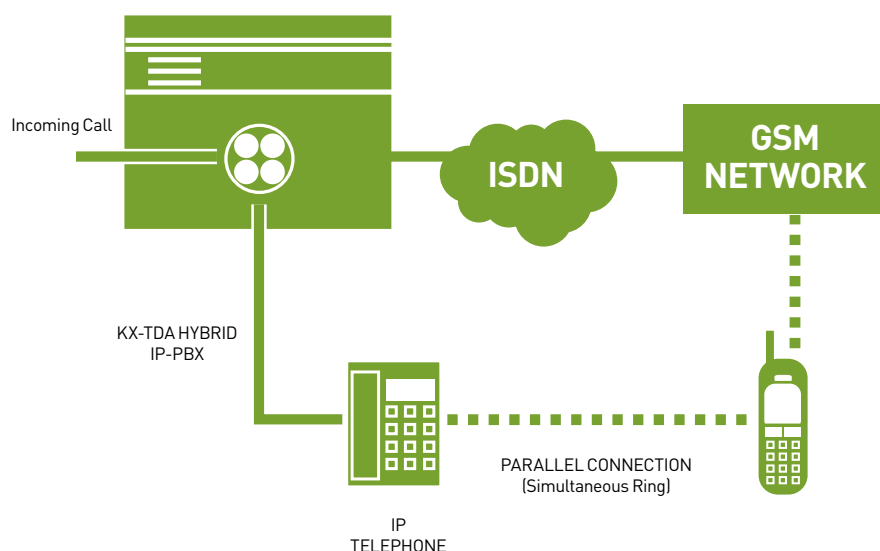 Incoming Call
ISDN
GSM
NETWORK
KX-TDA HYBRID
IP-PBX
PARALLEL CONNECTION
(Simultaneous Ring)
IP
TELEPHONE